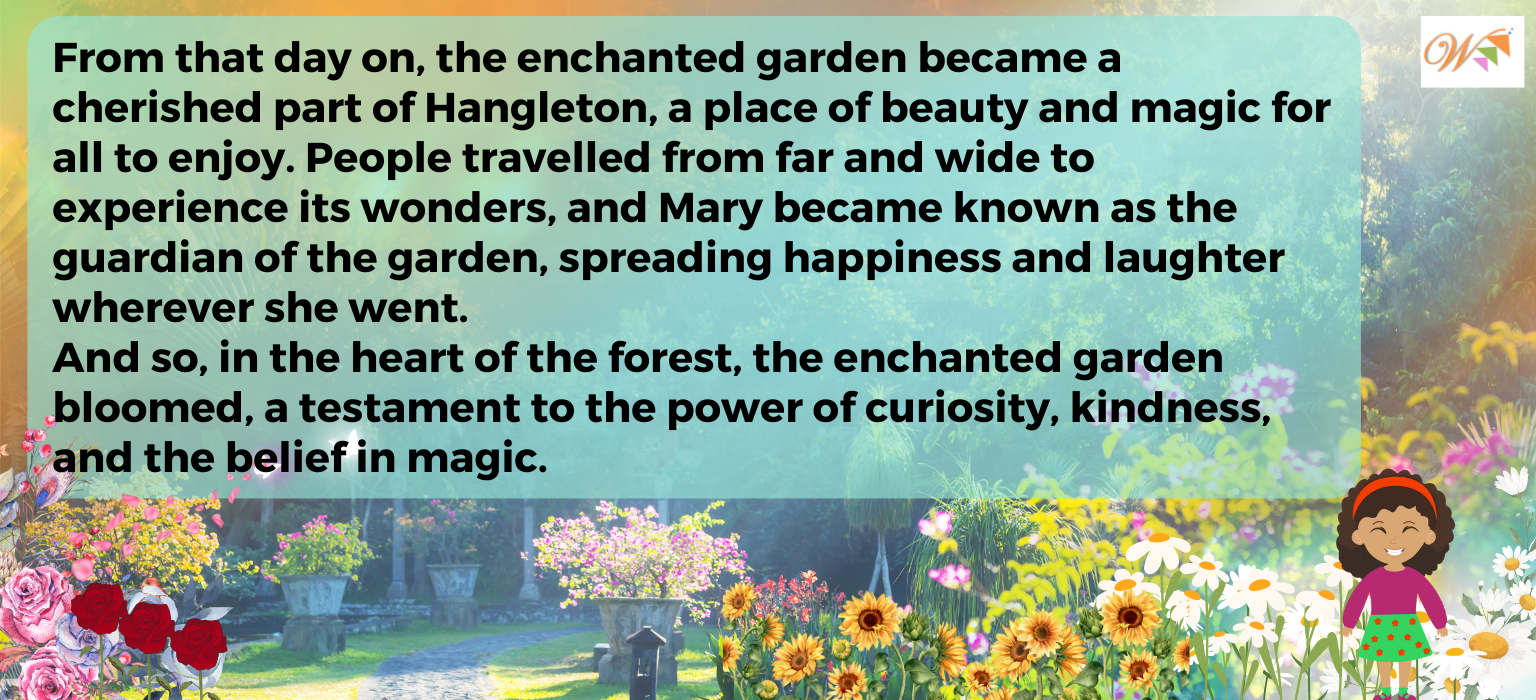 From that day on, the enchanted garden became a
cherished part of Hangleton, a place of beauty and magic for
all to enjoy. People travelled from far and wide to
experience its wonders, and Mary became known as the
guardian of the garden, spreading happiness and laughter
wherever she went.
And so, in the heart of the forest, the enchanted garden
bloomed, a testament to the power of curiosity, kindness,
and the belief in magic.
W